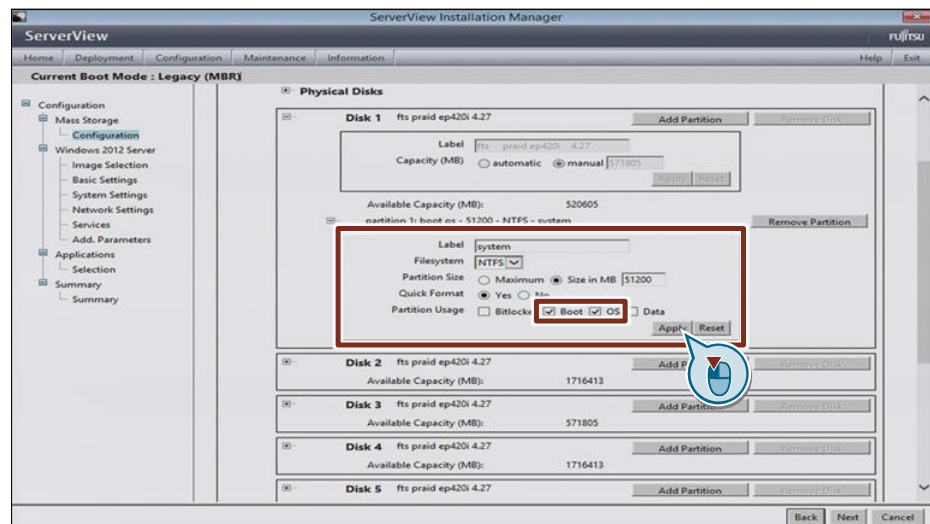 ServerView Installation Manager
ServerView
FUJITSU
Home Deployment Configuration Maintenance Information Help Exit
Current Boot Mode : Legacy (MBR)
Configuration
Mass Storage
Configuration
Windows 2012 Server
Image Selection
Basic Settings
System Settings
Network Settings
Services
Add. Parameters
Applications
Selection
Summary
Summary
Physical Disks
Disk 1 fts praid ep420i 4.27 Add Partition Remove Disk
Label fts praid ep420i 4.27
Capacity (MB) automatic manual 571805
Apply Reset
Available Capacity (MB): 520605
partition 1: boot os - 51200 - NTFS - system Remove Partition
Label system
Filesystem NTFS
Partition Size Maximum Size in MB 51200
Quick Format Yes No
Partition Usage Bitlocke Boot OS Data
Apply Reset
Disk 2 fts praid ep420i 4.27 Add P Remove Disk
Available Capacity (MB): 1716413
Disk 3 fts praid ep420i 4.27 Add Partition Remove Disk
Available Capacity (MB): 571805
Disk 4 fts praid ep420i 4.27 Add Partition Remove Disk
Available Capacity (MB): 1716413
Disk 5 fts praid ep420i 4.27 Add Partition Remove Disk
Back Next Cancel